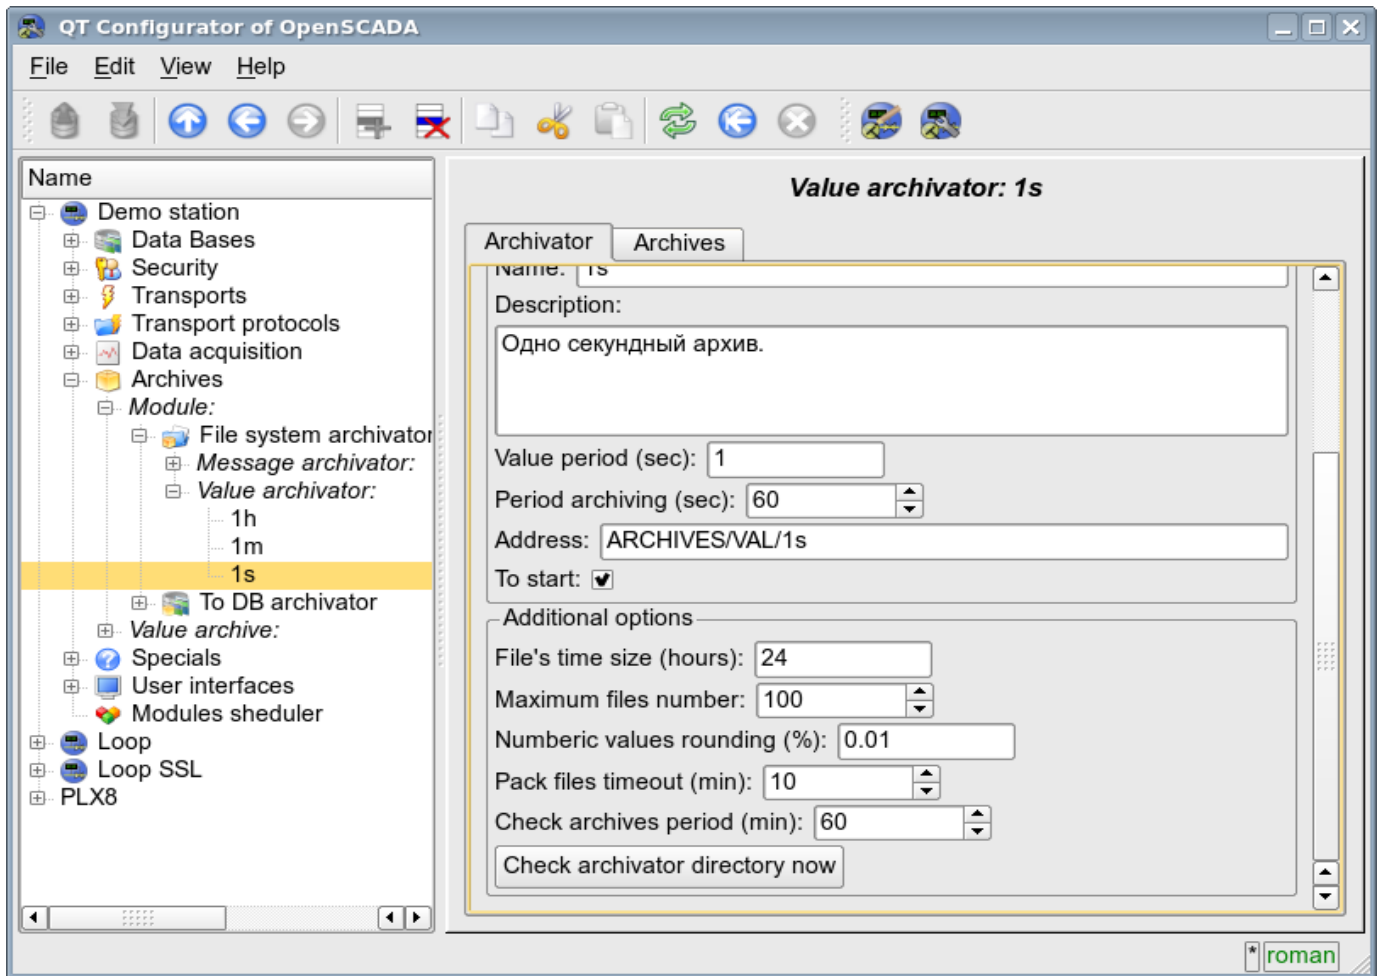 QT Configurator of OpenSCADA
File Edit View Help
Name
Demo station
Data Bases
Security
Transports
Transport protocols
Data acquisition
Archives
Module:
File system archivator
Message archivator:
Value archivator:
1h
1m
1s
To DB archivator
Value archive:
Specials
User interfaces
Modules sheduler
Loop
Loop SSL
PLX8
Value archivator: 1s
Archivator Archives
Name: 1s
Description:
Одно секундный архив.
Value period (sec): 1
Period archiving (sec): 60
Address: ARCHIVES/VAL/1s
To start:
Additional options
File's time size (hours): 24
Maximum files number: 100
Numberic values rounding (%): 0.01
Pack files timeout (min): 10
Check archives period (min): 60
Check archivator directory now
* roman